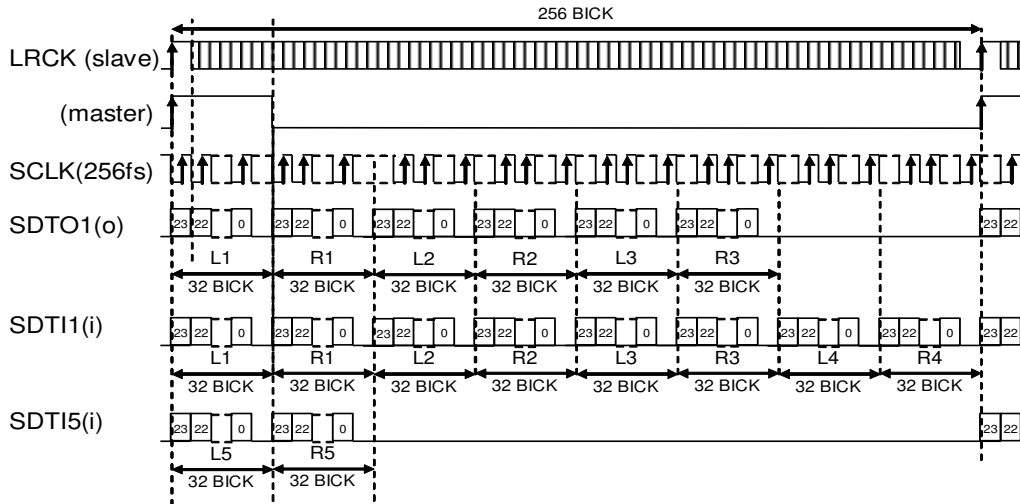 256 BICK
LRCK (slave)
(master)
SCLK(256fs)
SDTO1(o)
23 22 0 23 22 0 23 22 0 23 22 0 23 22 0 23 22 0 23 22
L1 R1 L2 R2 L3 R3
32 BICK 32 BICK 32 BICK 32 BICK 32 BICK 32 BICK
SDTI1(i)
23 22 0 23 22 0 23 22 0 23 22 0 23 22 0 23 22 0 23 22 0 23 22 0 23 22
L1 R1 L2 R2 L3 R3 L4 R4
32 BICK 32 BICK 32 BICK 32 BICK 32 BICK 32 BICK 32 BICK 32 BICK
SDTI5(i)
23 22 0 23 22 0 23 22
L5 R5
32 BICK 32 BICK